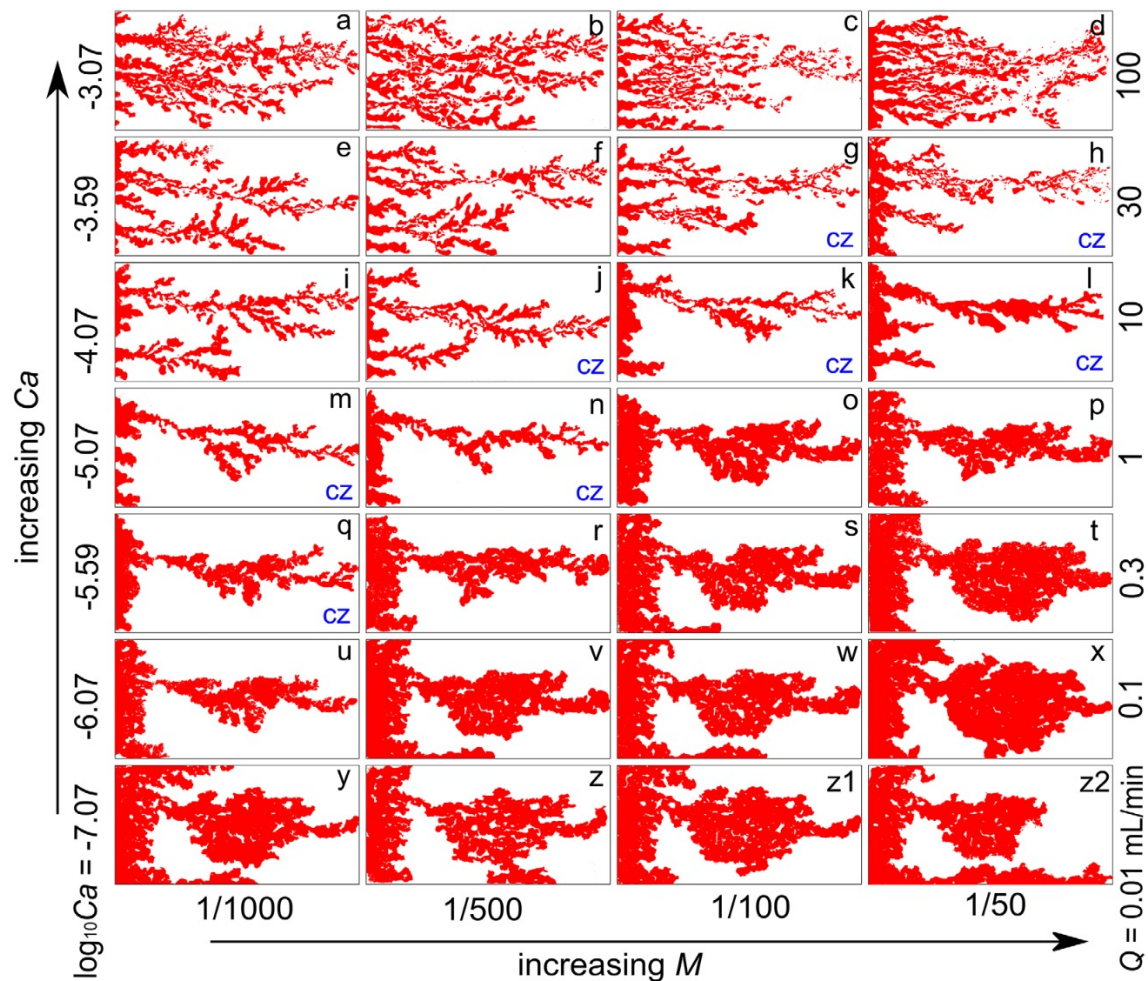 a b c d
-3.07
100
e f g h
cz cz
-3.59
30
i j k l
cz cz cz
-4.07
10
m n o p
cz cz
-5.07
1
q r s t
cz
-5.59
0.3
u v w x
-6.07
0.1
y z z1 z2
log₁₀Ca = -7.07
Q = 0.01 mL/min
increasing Ca
1/1000 1/500 1/100 1/50
increasing M